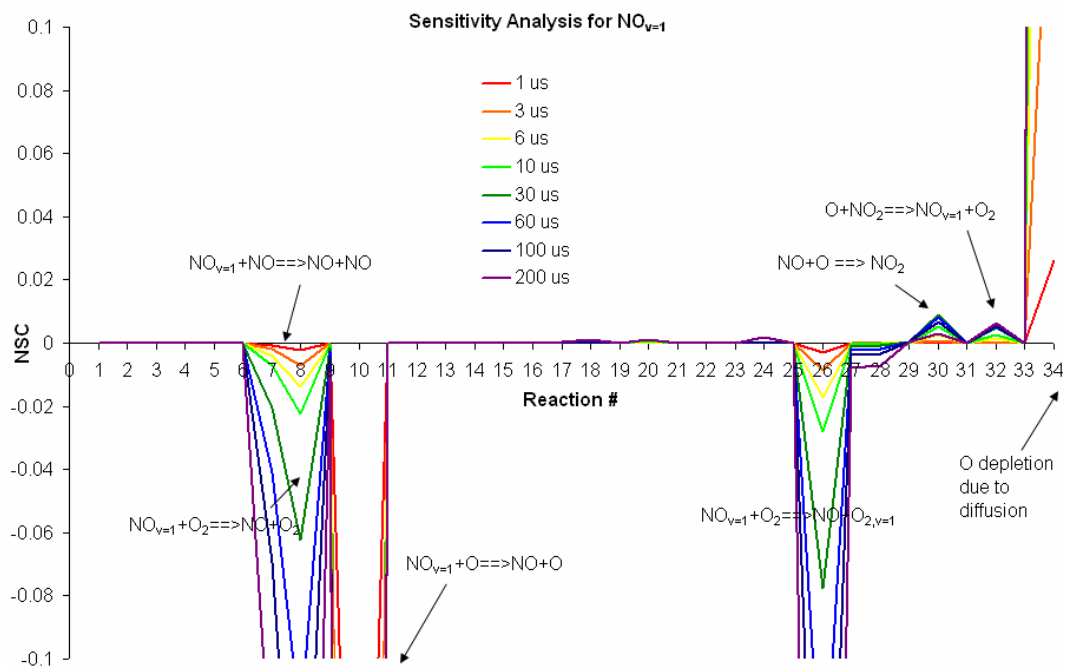 Sensitivity Analysis for NOv=1
0.1
0.08
0.06
0.04
0.02
0
-0.02
-0.04
-0.06
-0.08
-0.1
NSC
1 us
3 us
6 us
10 us
30 us
60 us
100 us
200 us
NOv=1+NO==>NO+NO
O+NO2==>NOv=1+O2
NO+O ==> NO2
0 1 2 3 4 5 6 7 8 9 10 11 12 13 14 15 16 17 18 19 20 21 22 23 24 25 26 27 28 29 30 31 32 33 34
Reaction #
NOv=1+O2==>NO+O2
NOv=1+O==>NO+O
NOv=1+O2==>NO+O2,v=1
O depletion
due to
diffusion